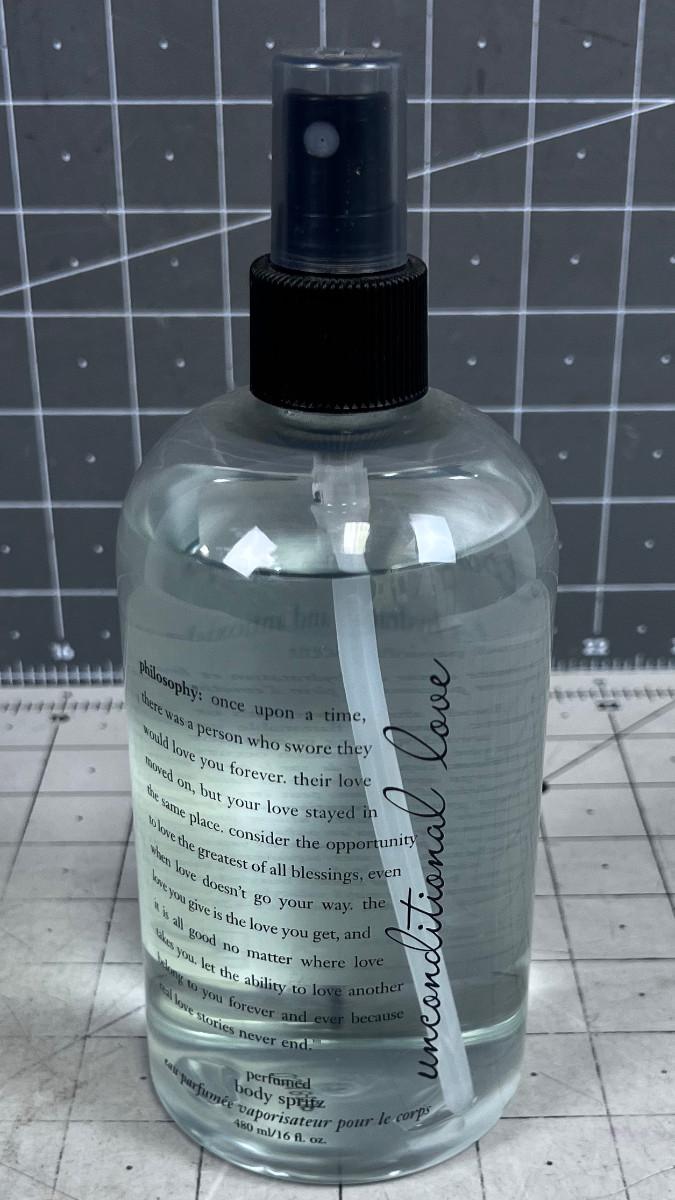 philosophy: once upon a time,
there was a person who swore they
would love you forever. their love
moved on, but your love stayed in
the same place. consider the opportunity
to love the greatest of all blessings, even
when love doesn't go your way. the
love you give is the love you get, and
it is all good no matter where love
takes you. let the ability to love another
belong to you forever and ever because
real love stories never end.
unconditional love
perfumed
body spritz
eau parfumée vaporisateur pour le corps
480 ml/16 fl. oz.
16
22